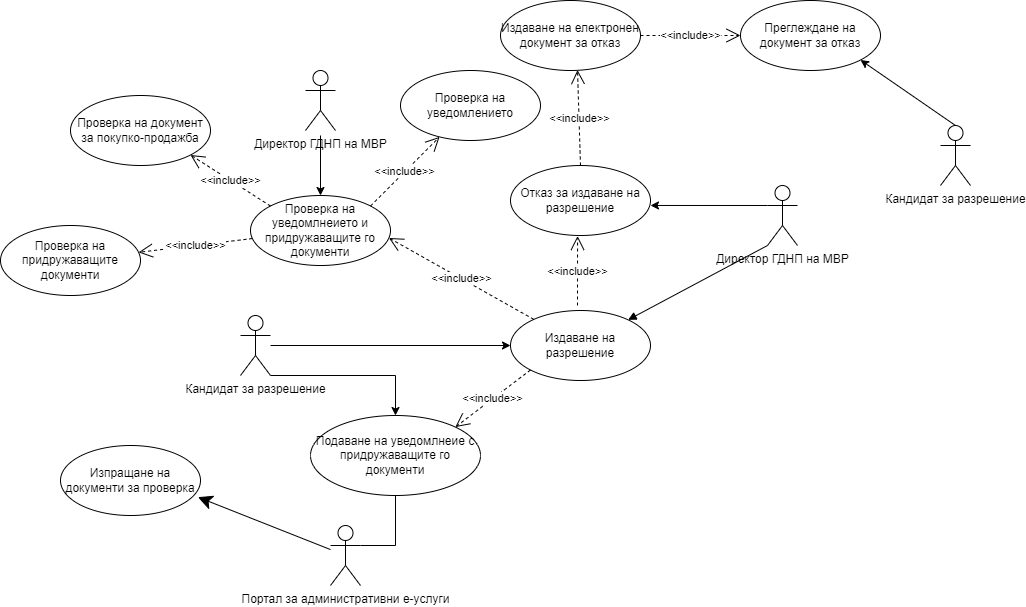 Издаване на електронен
документ за отказ
<<include>>
Преглеждане на
документ за отказ
Проверка на
уведомлението
Проверка на документ
за покупко-продажба
<<include>>
Директор ГДНП на МВР
<<include>>
<<include>>
Кандидат за разрешение
Проверка на
уведомлнеието и
придружаващите го
документи
Отказ за издаване на
разрешение
Проверка на
придружаващите
документи
<<include>>
Директор ГДНП на МВР
<<include>>
<<include>>
Издаване на
разрешение
Кандидат за разрешение
<<include>>
Подаване на уведомлнеие с
придружаващите го
документи
Изпращане на
документи за проверка
Портал за административни е-услуги